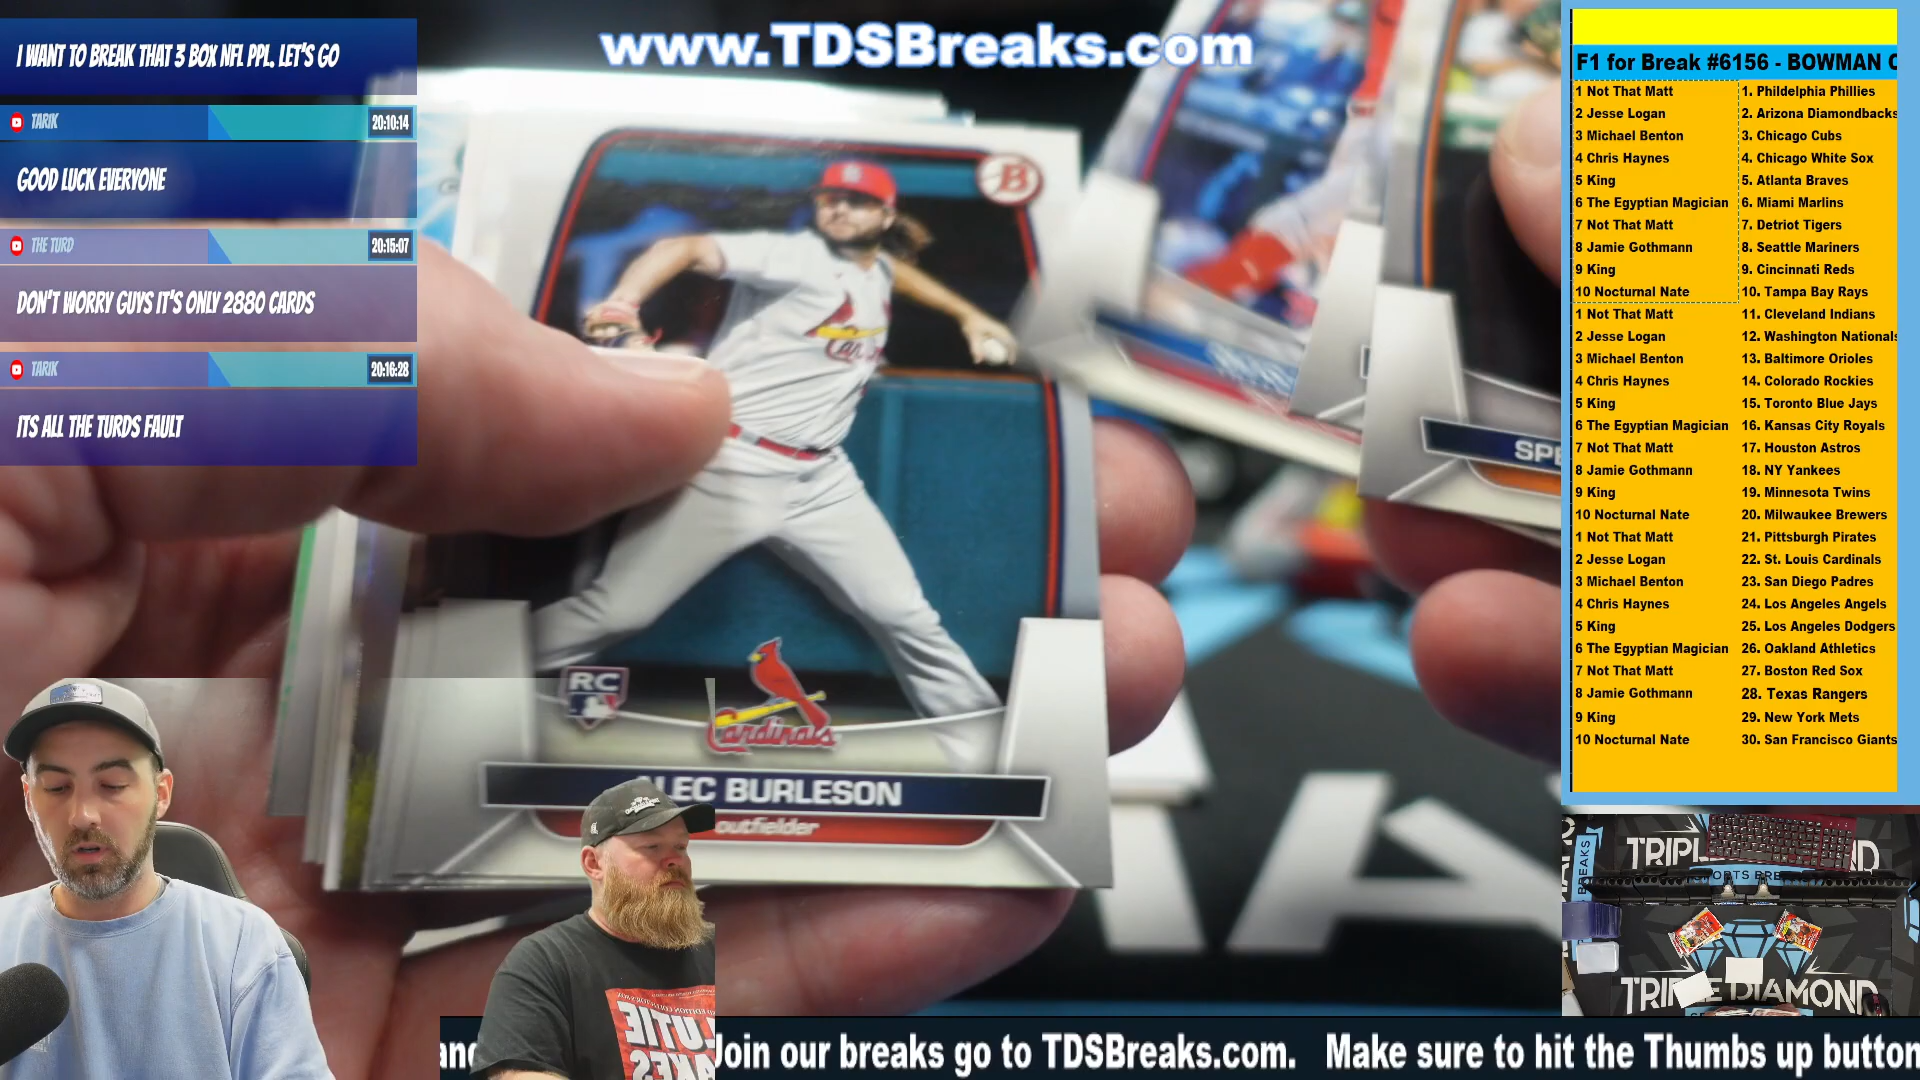 www.TDSBreaks.com
I WANT TO BREAK THAT 3 BOX NFL PPL. LET'S GO
TARIK 20:10:14
GOOD LUCK EVERYONE
THE TURD 20:15:07
DON'T WORRY GUYS IT'S ONLY 2880 CARDS
TARIK 20:16:28
ITS ALL THE TURDS FAULT
B
RC
Cardinals
ALEC BURLESON
outfielder
SPE
F1 for Break #6156 - BOWMAN C
1 Not That Matt 1. Phildelphia Phillies
2 Jesse Logan 2. Arizona Diamondbacks
3 Michael Benton 3. Chicago Cubs
4 Chris Haynes 4. Chicago White Sox
5 King 5. Atlanta Braves
6 The Egyptian Magician 6. Miami Marlins
7 Not That Matt 7. Detriot Tigers
8 Jamie Gothmann 8. Seattle Mariners
9 King 9. Cincinnati Reds
10 Nocturnal Nate 10. Tampa Bay Rays
1 Not That Matt 11. Cleveland Indians
2 Jesse Logan 12. Washington Nationals
3 Michael Benton 13. Baltimore Orioles
4 Chris Haynes 14. Colorado Rockies
5 King 15. Toronto Blue Jays
6 The Egyptian Magician 16. Kansas City Royals
7 Not That Matt 17. Houston Astros
8 Jamie Gothmann 18. NY Yankees
9 King 19. Minnesota Twins
10 Nocturnal Nate 20. Milwaukee Brewers
1 Not That Matt 21. Pittsburgh Pirates
2 Jesse Logan 22. St. Louis Cardinals
3 Michael Benton 23. San Diego Padres
4 Chris Haynes 24. Los Angeles Angels
5 King 25. Los Angeles Dodgers
6 The Egyptian Magician 26. Oakland Athletics
7 Not That Matt 27. Boston Red Sox
8 Jamie Gothmann 28. Texas Rangers
9 King 29. New York Mets
10 Nocturnal Nate 30. San Francisco Giants
BREAKS
TRIPLE DIAMOND
Join our breaks go to TDSBreaks.com. Make sure to hit the Thumbs up button